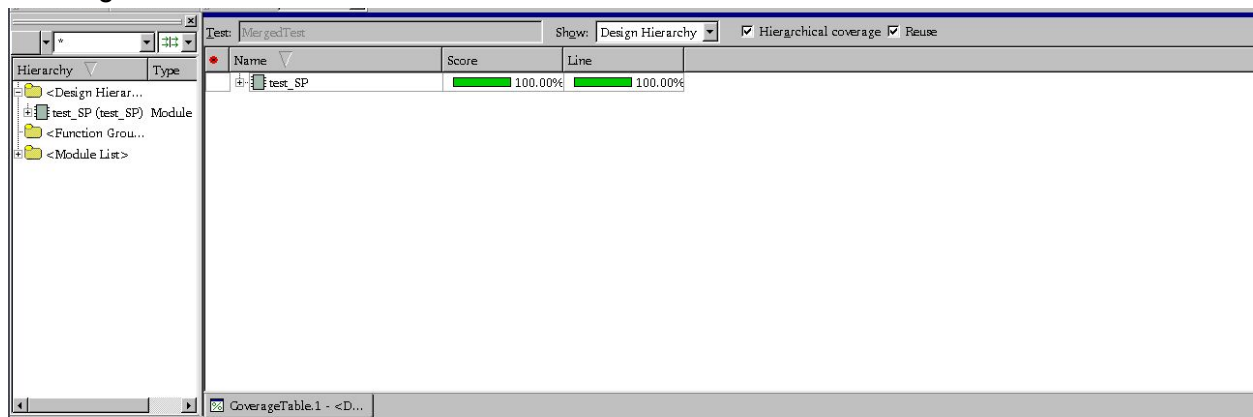 *
Hierarchy Type
<Design Hierar...
test_SP (test_SP) Module
<Function Grou...
<Module List>
Test: MergedTest Show: Design Hierarchy Hierarchical coverage Reuse
Name Score Line
test_SP 100.00% 100.00%
CoverageTable.1 - <D...